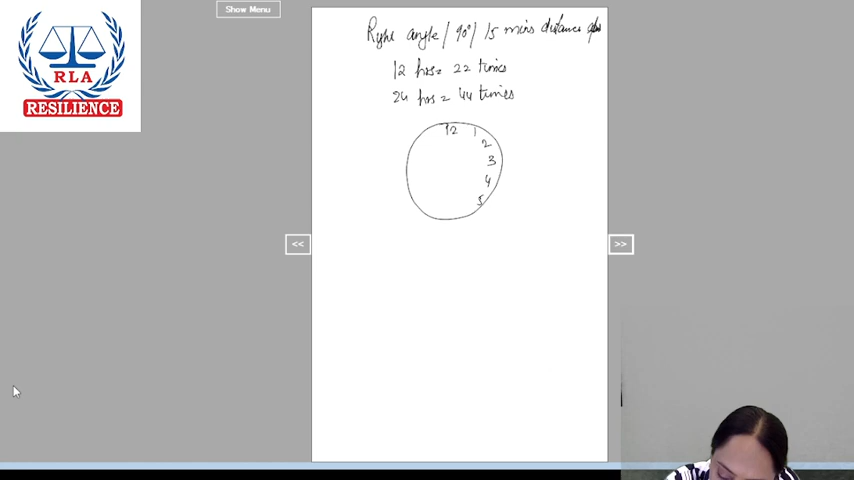 Show Menu
RLA
RESILIENCE
Right angle / 90° / 15 mins distance
12 hrs = 22 times
24 hrs = 44 times
12 1
2
3
4
5
<< >>